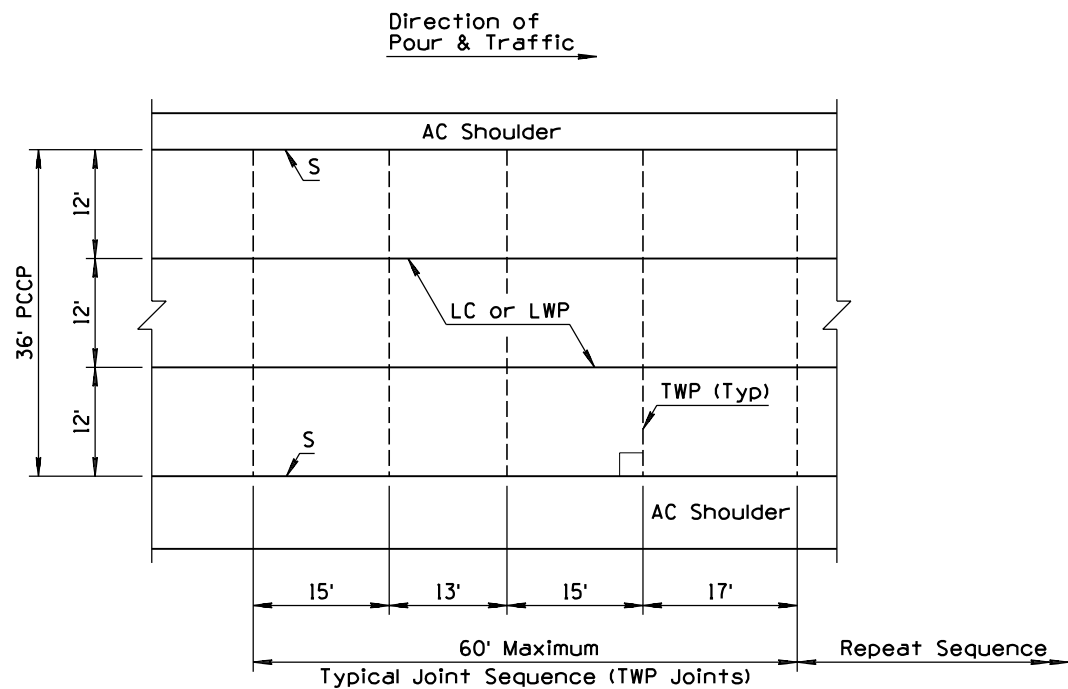 Direction of
Pour & Traffic
AC Shoulder
S
12'
36' PCCP
12'
LC or LWP
12'
TWP (Typ)
S
AC Shoulder
15'
13'
15'
17'
60' Maximum
Repeat Sequence
Typical Joint Sequence (TWP Joints)